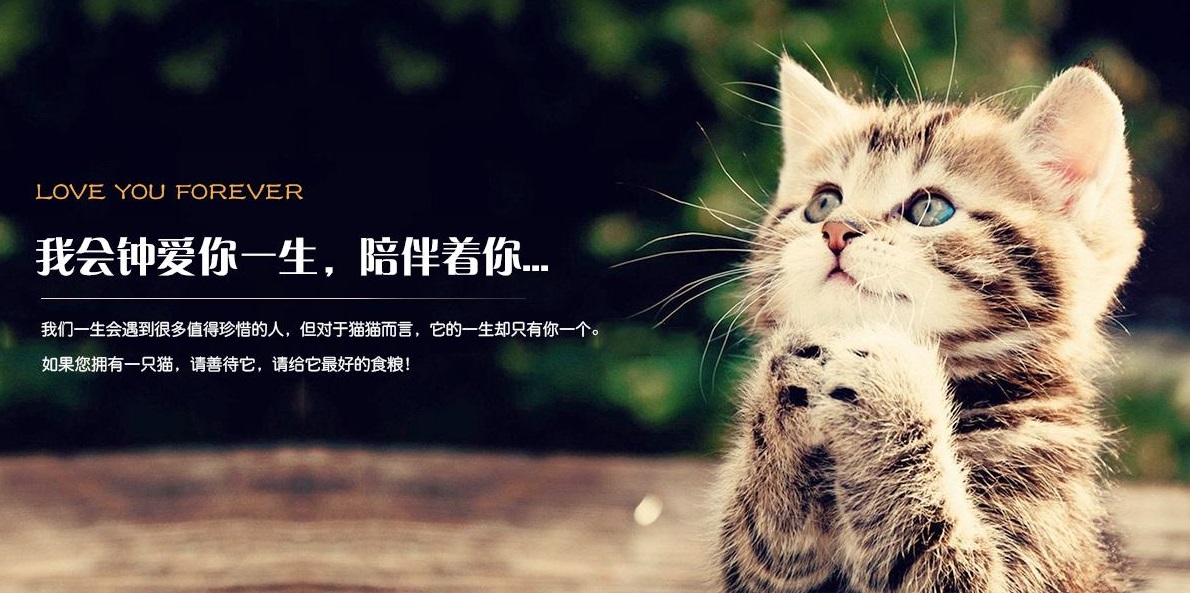 LOVE YOU FOREVER
我会钟爱你一生，陪伴着你...
我们一生会遇到很多值得珍惜的人，但对于猫猫而言，它的一生却只有你一个。
如果您拥有一只猫，请善待它，请给它最好的食粮！